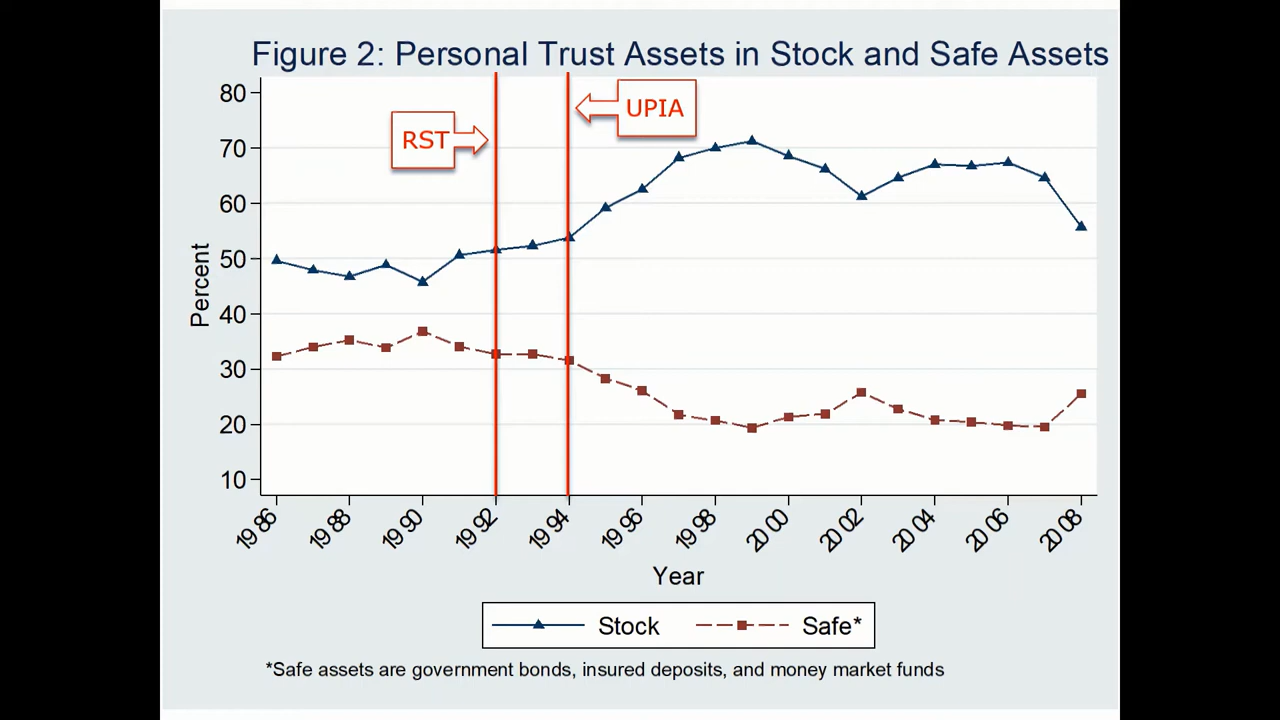 Figure 2: Personal Trust Assets in Stock and Safe Assets
RST
UPIA
Percent
80
70
60
50
40
30
20
10
1986 1988 1990 1992 1994 1996 1998 2000 2002 2004 2006 2008
Year
Stock Safe*
*Safe assets are government bonds, insured deposits, and money market funds